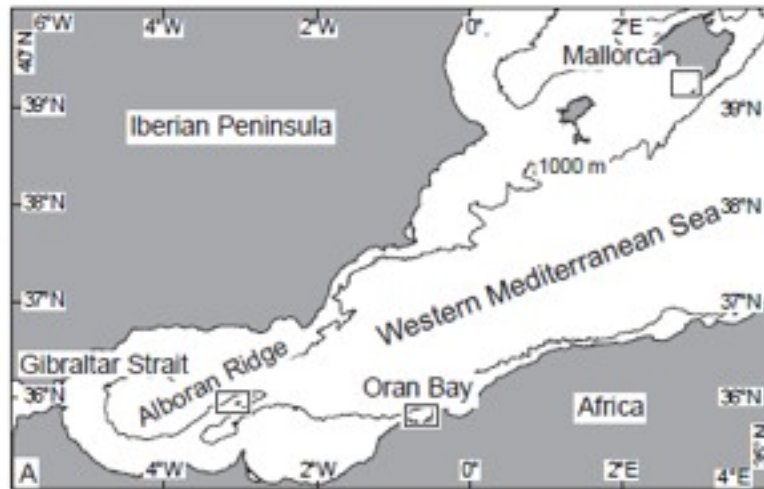 6°W
4°W
2°W
0°
2°E
40°N
Mallorca
39°N
39°N
Iberian Peninsula
1000 m
38°N
38°N
Western Mediterranean Sea
37°N
37°N
Gibraltar Strait
Alboran Ridge
36°N
Oran Bay
Africa
36°N
A
4°W
2°W
0°
2°E
4°E